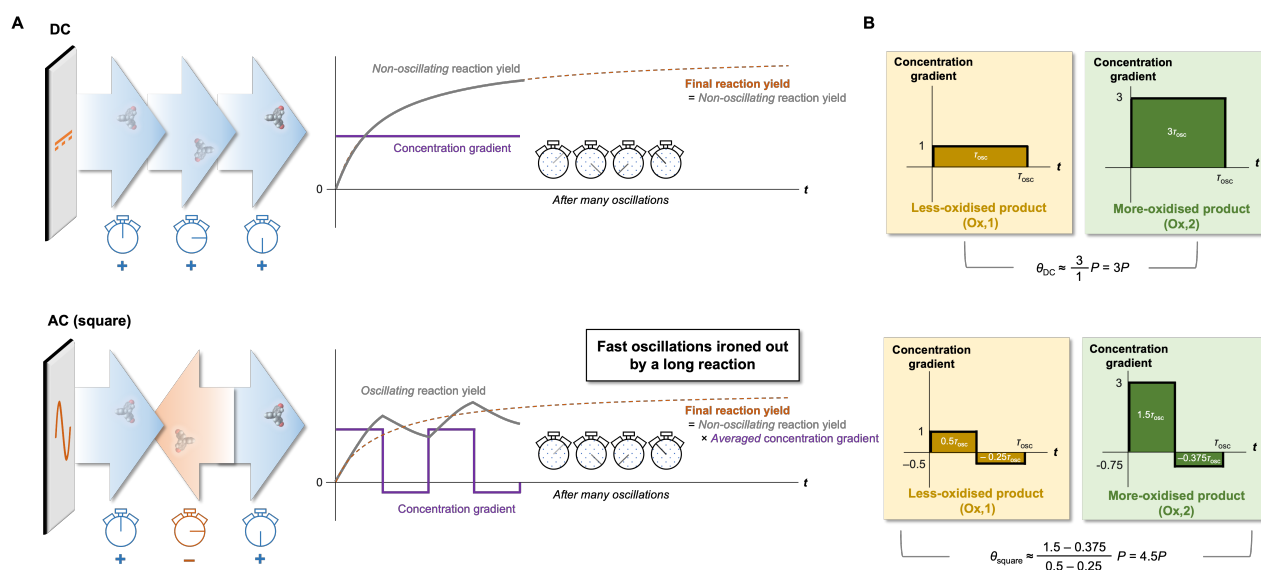 A
DC
Non-oscillating reaction yield
Final reaction yield
= Non-oscillating reaction yield
Concentration gradient
0
t
After many oscillations
+ + +
AC (square)
Fast oscillations ironed out
by a long reaction
Oscillating reaction yield
Final reaction yield
= Non-oscillating reaction yield
× Averaged concentration gradient
0
t
After many oscillations
Concentration gradient
+ – +
B
Concentration
gradient
1
τosc
t
τosc
Less-oxidised product
(Ox,1)
Concentration
gradient
3
3τosc
t
τosc
More-oxidised product
(Ox,2)
θDC ≈ 3/1 P = 3P
Concentration
gradient
1
0.5τosc
τosc
t
–0.5
– 0.25τosc
Less-oxidised product
(Ox,1)
Concentration
gradient
3
1.5τosc
τosc
t
-0.75
–0.375τosc
More-oxidised product
(Ox,2)
θsquare ≈ 1.5 – 0.375 / 0.5 – 0.25 P = 4.5P